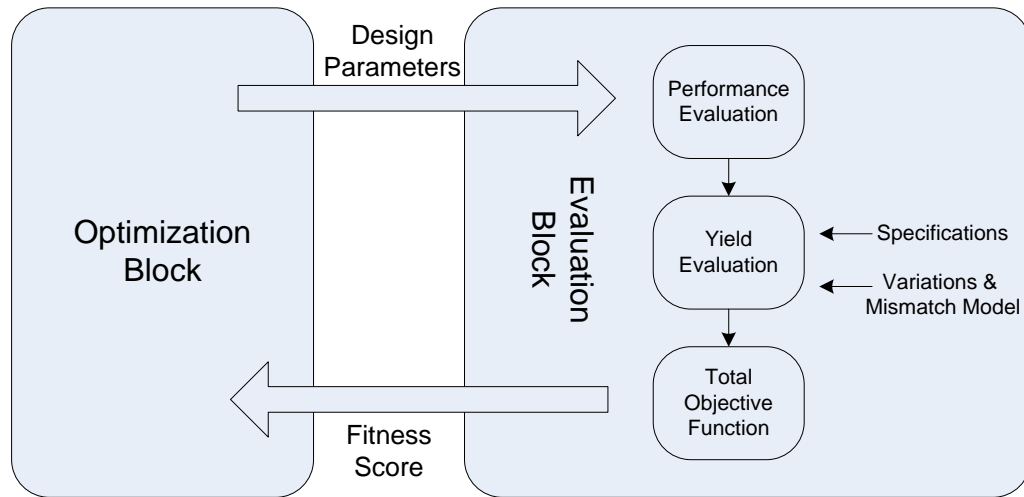 Design
Parameters
Optimization
Block
Evaluation
Block
Performance
Evaluation
Yield
Evaluation
Specifications
Variations &
Mismatch Model
Total
Objective
Function
Fitness
Score